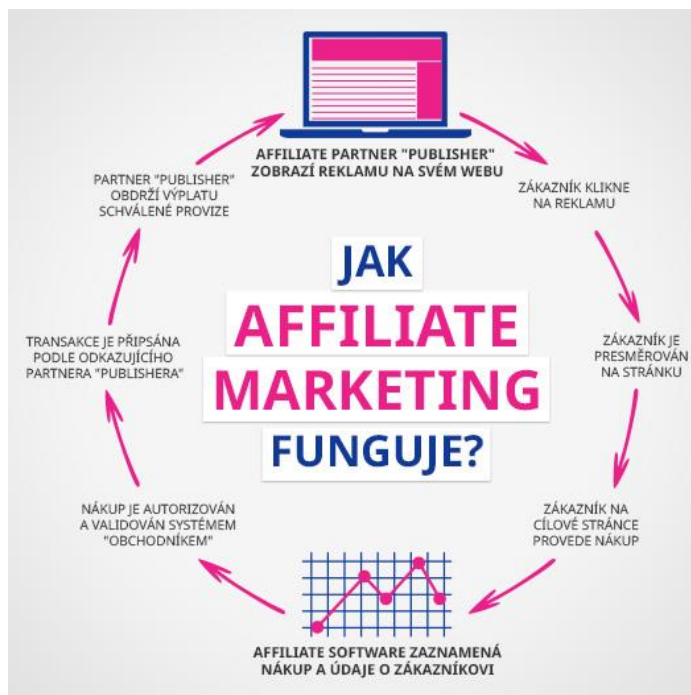 AFFILIATE PARTNER "PUBLISHER"
ZOBRAZÍ REKLAMU NA SVÉM WEBU
ZÁKAZNÍK KLIKNE
NA REKLAMU
ZÁKAZNÍK JE
PRESMĚROVÁN
NA STRÁNKU
ZÁKAZNÍK NA
CÍLOVÉ STRÁNCE
PROVEDE NÁKUP
AFFILIATE SOFTWARE ZAZNAMENÁ
NÁKUP A ÚDAJE O ZÁKAZNÍKOVI
NÁKUP JE AUTORIZOVÁN
A VALIDOVÁN SYSTÉMEM
"OBCHODNÍKEM"
TRANSAKCE JE PŘIPSÁNA
PODLE ODKAZUJÍCÍHO
PARTNERA "PUBLISHERA"
PARTNER "PUBLISHER"
OBDRŽÍ VÝPLATU
SCHVÁLENÉ PROVIZE
JAK
AFFILIATE
MARKETING
FUNGUJE?